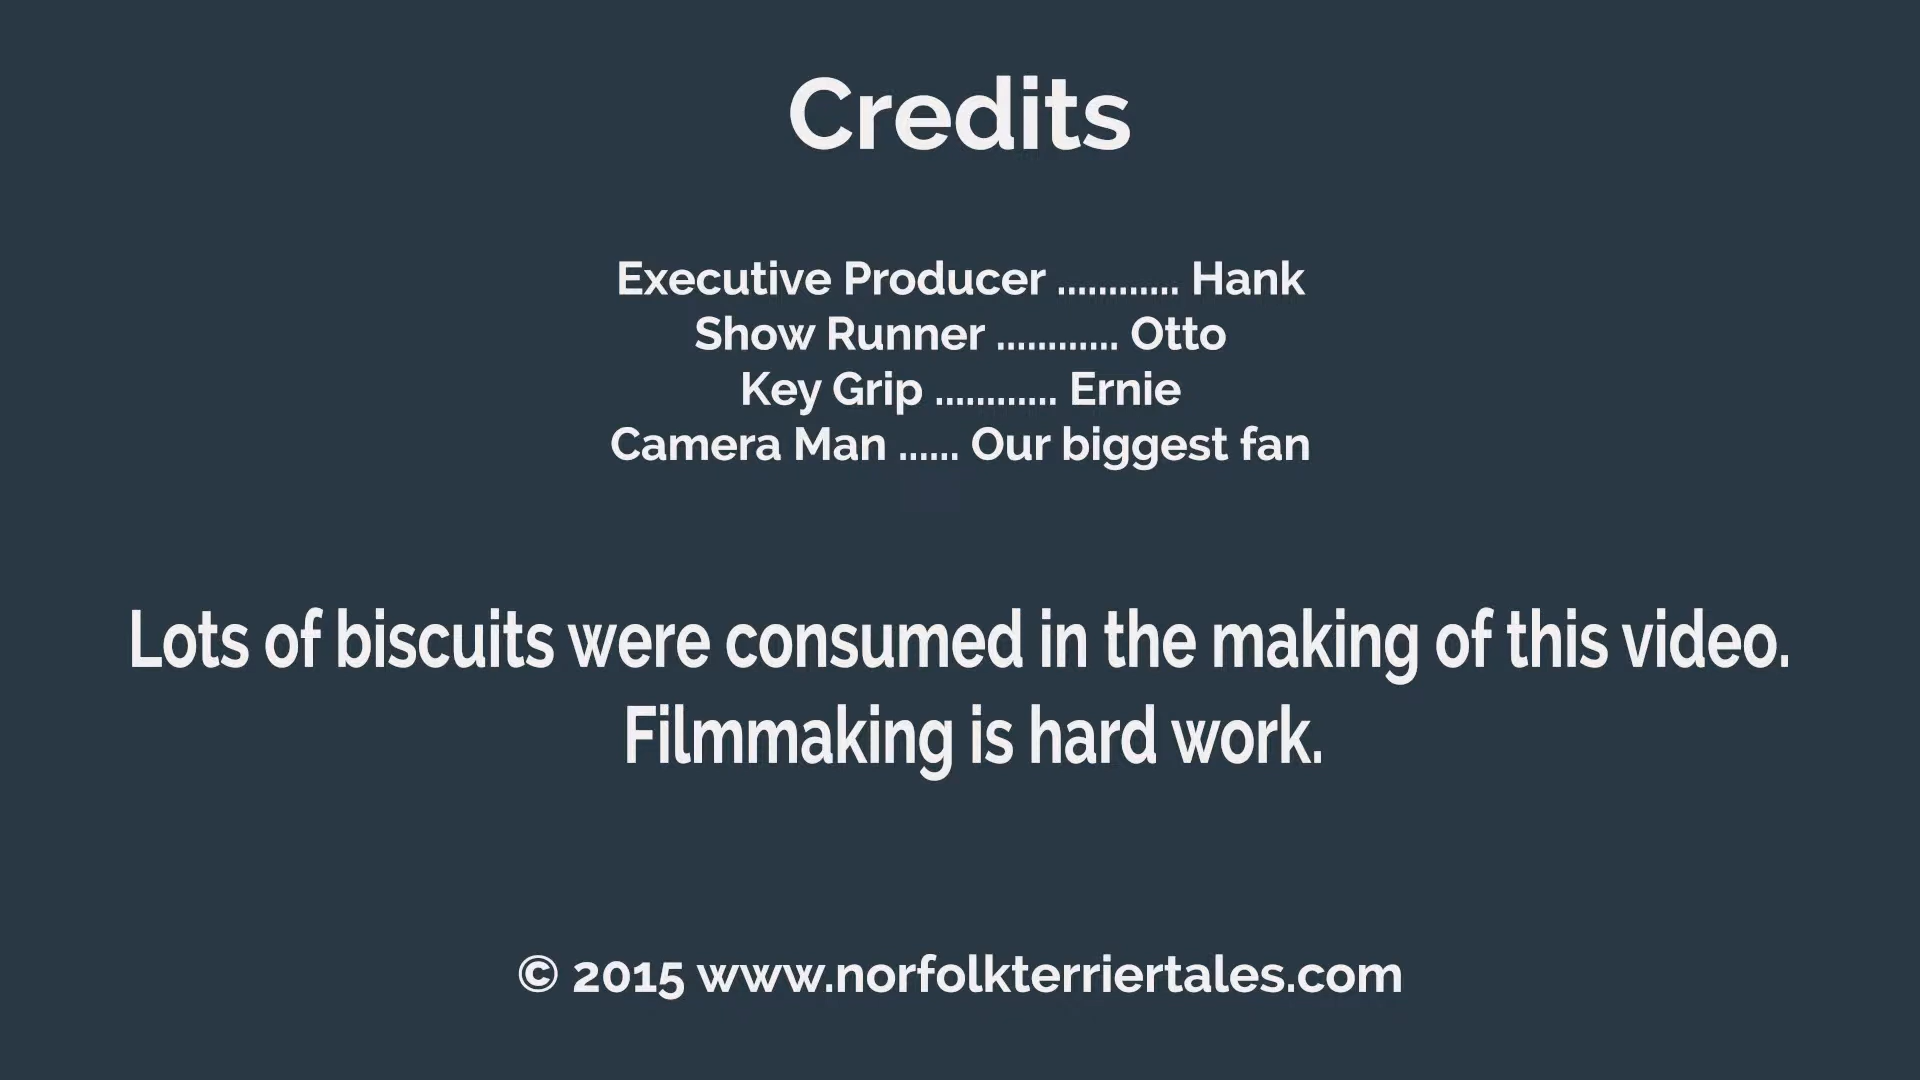 Credits
Executive Producer ............ Hank
Show Runner ............ Otto
Key Grip ............ Ernie
Camera Man ...... Our biggest fan
Lots of biscuits were consumed in the making of this video.
Filmmaking is hard work.
© 2015 www.norfolkterriertales.com